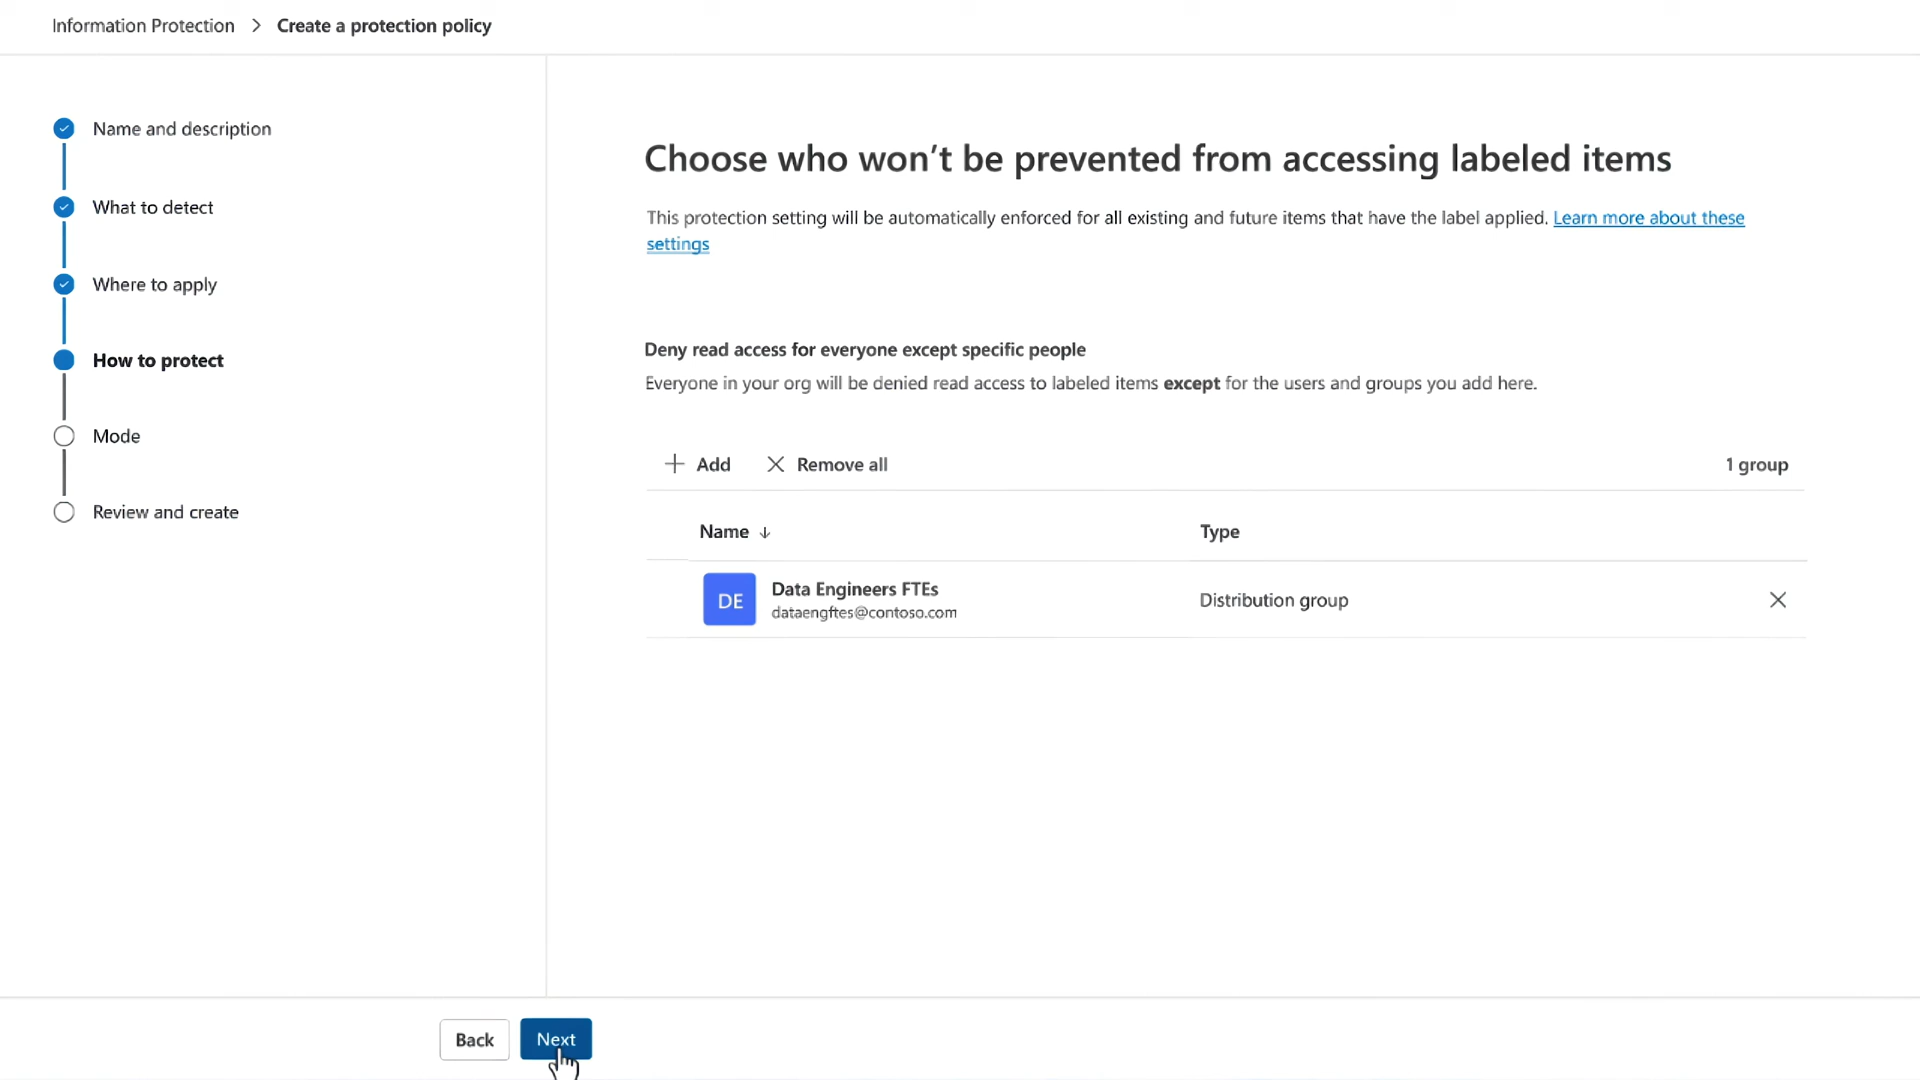 Information Protection > Create a protection policy
Name and description
What to detect
Where to apply
How to protect
Mode
Review and create
Choose who won’t be prevented from accessing labeled items
This protection setting will be automatically enforced for all existing and future items that have the label applied. Learn more about these
settings
Deny read access for everyone except specific people
Everyone in your org will be denied read access to labeled items except for the users and groups you add here.
Add Remove all 1 group
Name ↓ Type
DE Data Engineers FTEs Distribution group
dataengftes@contoso.com
Back Next